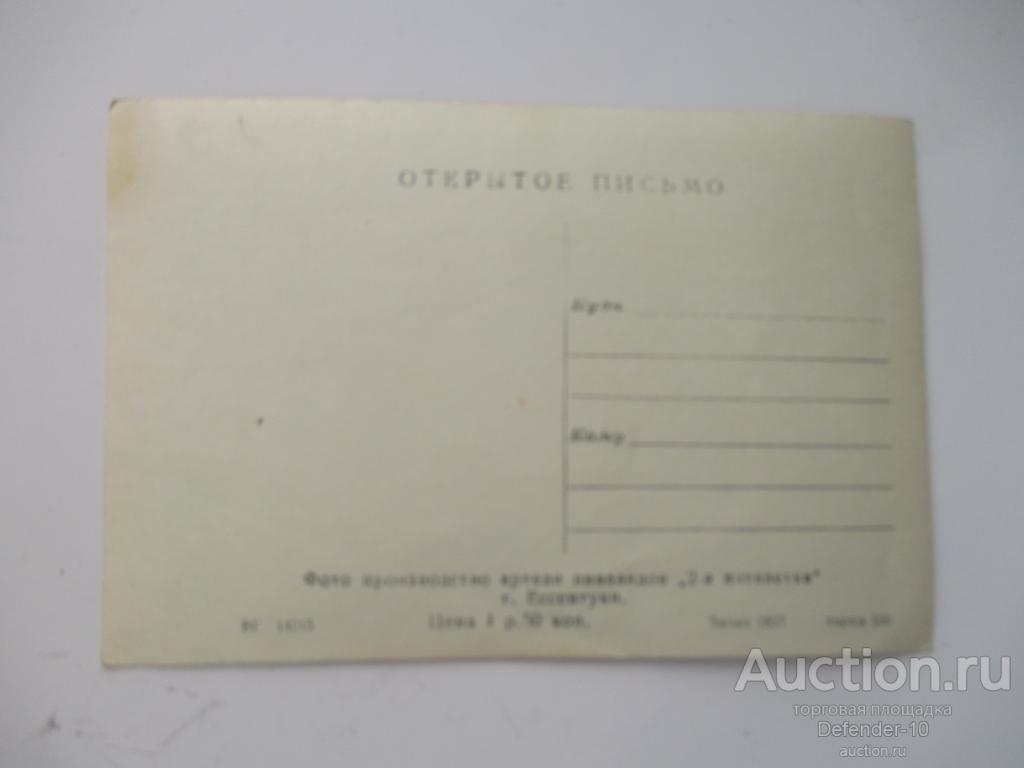 ОТКРЫТОЕ ПИСЬМО
Куда
Кому
Фото производство артели инвалидов „2-я пятилетка"
г. Ессентуки.
Цена 1 р. 50 коп.
Auction.ru
торговая площадка
Defender-10
auction.ru